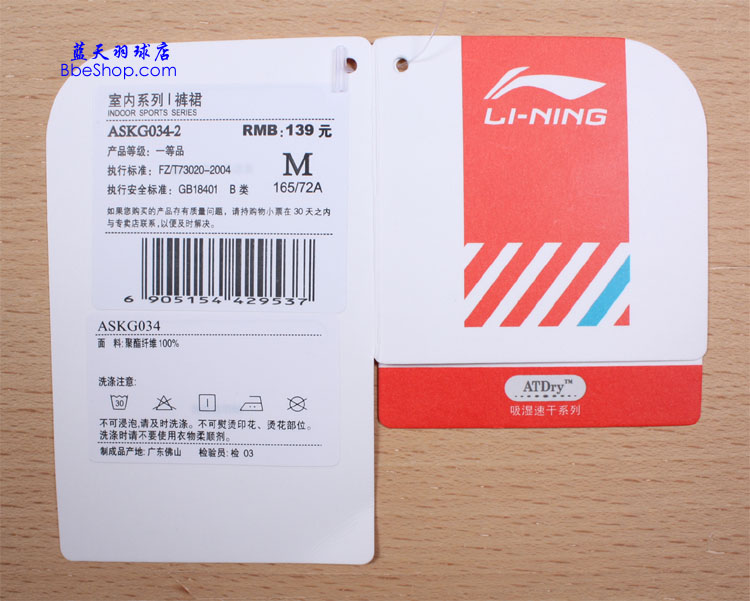 蓝天羽球店
BbeShop.com
室内系列 | 裤裙
INDOOR SPORTS SERIES
ASKG034-2
RMB: 139 元
产品等级: 一等品
执行标准: FZ/T73020-2004
M
执行安全标准: GB18401 B 类
165/72A
如果您购买的产品存有质量问题, 请持购物小票在 30 天之内
与专卖店联系, 以便及时解决。
6 905154 429537
ASKG034
面 料: 聚酯纤维100%
洗涤注意:
30
不可浸泡,请及时洗涤。不可熨烫印花、烫花部位。
洗涤时请不要使用衣物柔顺剂。
制成品产地: 广东佛山 检验员: 检 03
LI-NING
ATDry™
吸湿速干系列